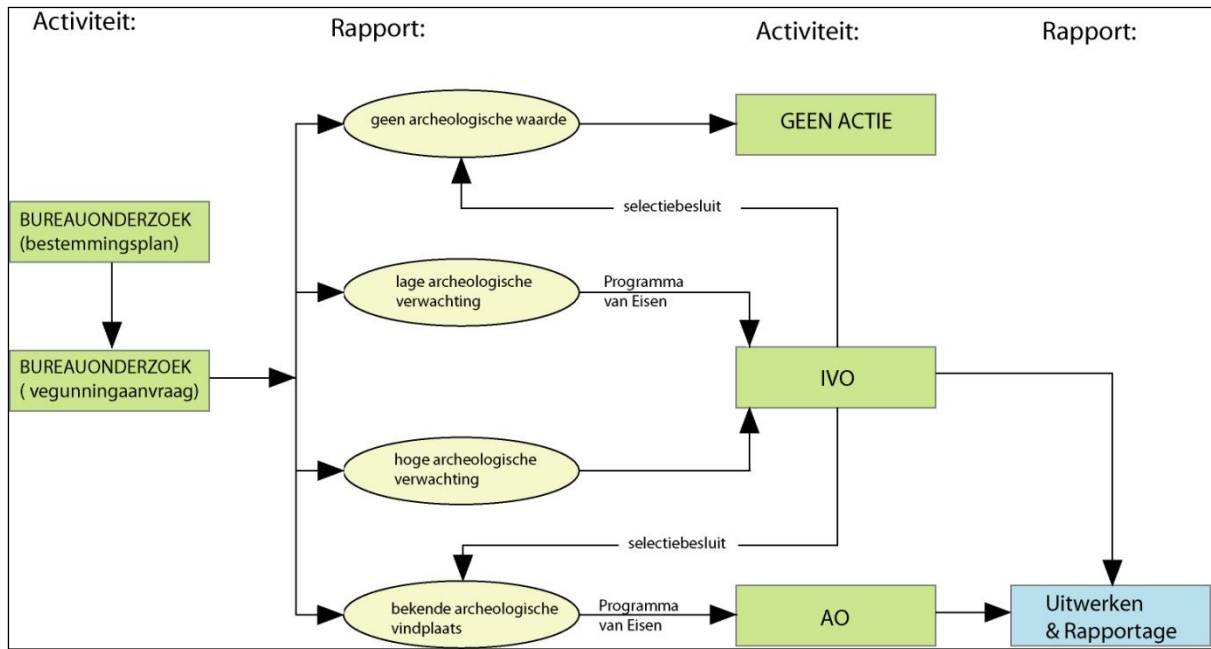 Activiteit:
Rapport:
Activiteit:
Rapport:
geen archeologische waarde
GEEN ACTIE
selectiebesluit
BUREAUONDERZOEK
(bestemmingsplan)
lage archeologische
verwachting
Programma
van Eisen
BUREAUONDERZOEK
( vegunningaanvraag)
IVO
hoge archeologische
verwachting
selectiebesluit
bekende archeologische
vindplaats
Programma
van Eisen
AO
Uitwerken
& Rapportage